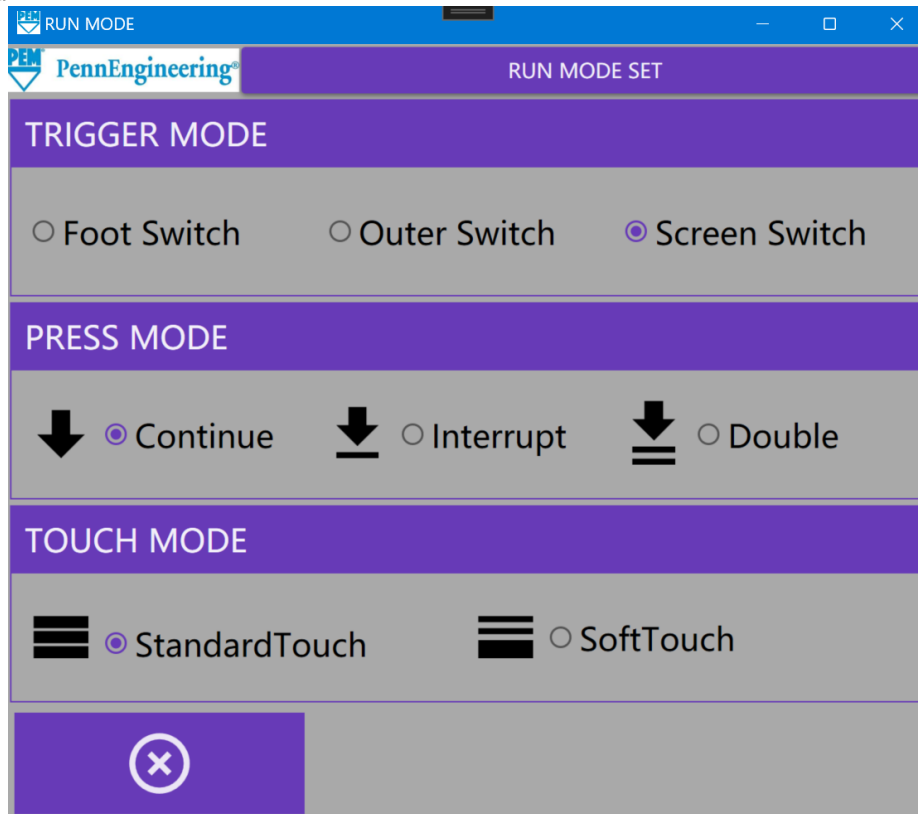 PEM RUN MODE
PEM® PennEngineering® RUN MODE SET
TRIGGER MODE
Foot Switch Outer Switch Screen Switch
PRESS MODE
Continue Interrupt Double
TOUCH MODE
StandardTouch SoftTouch